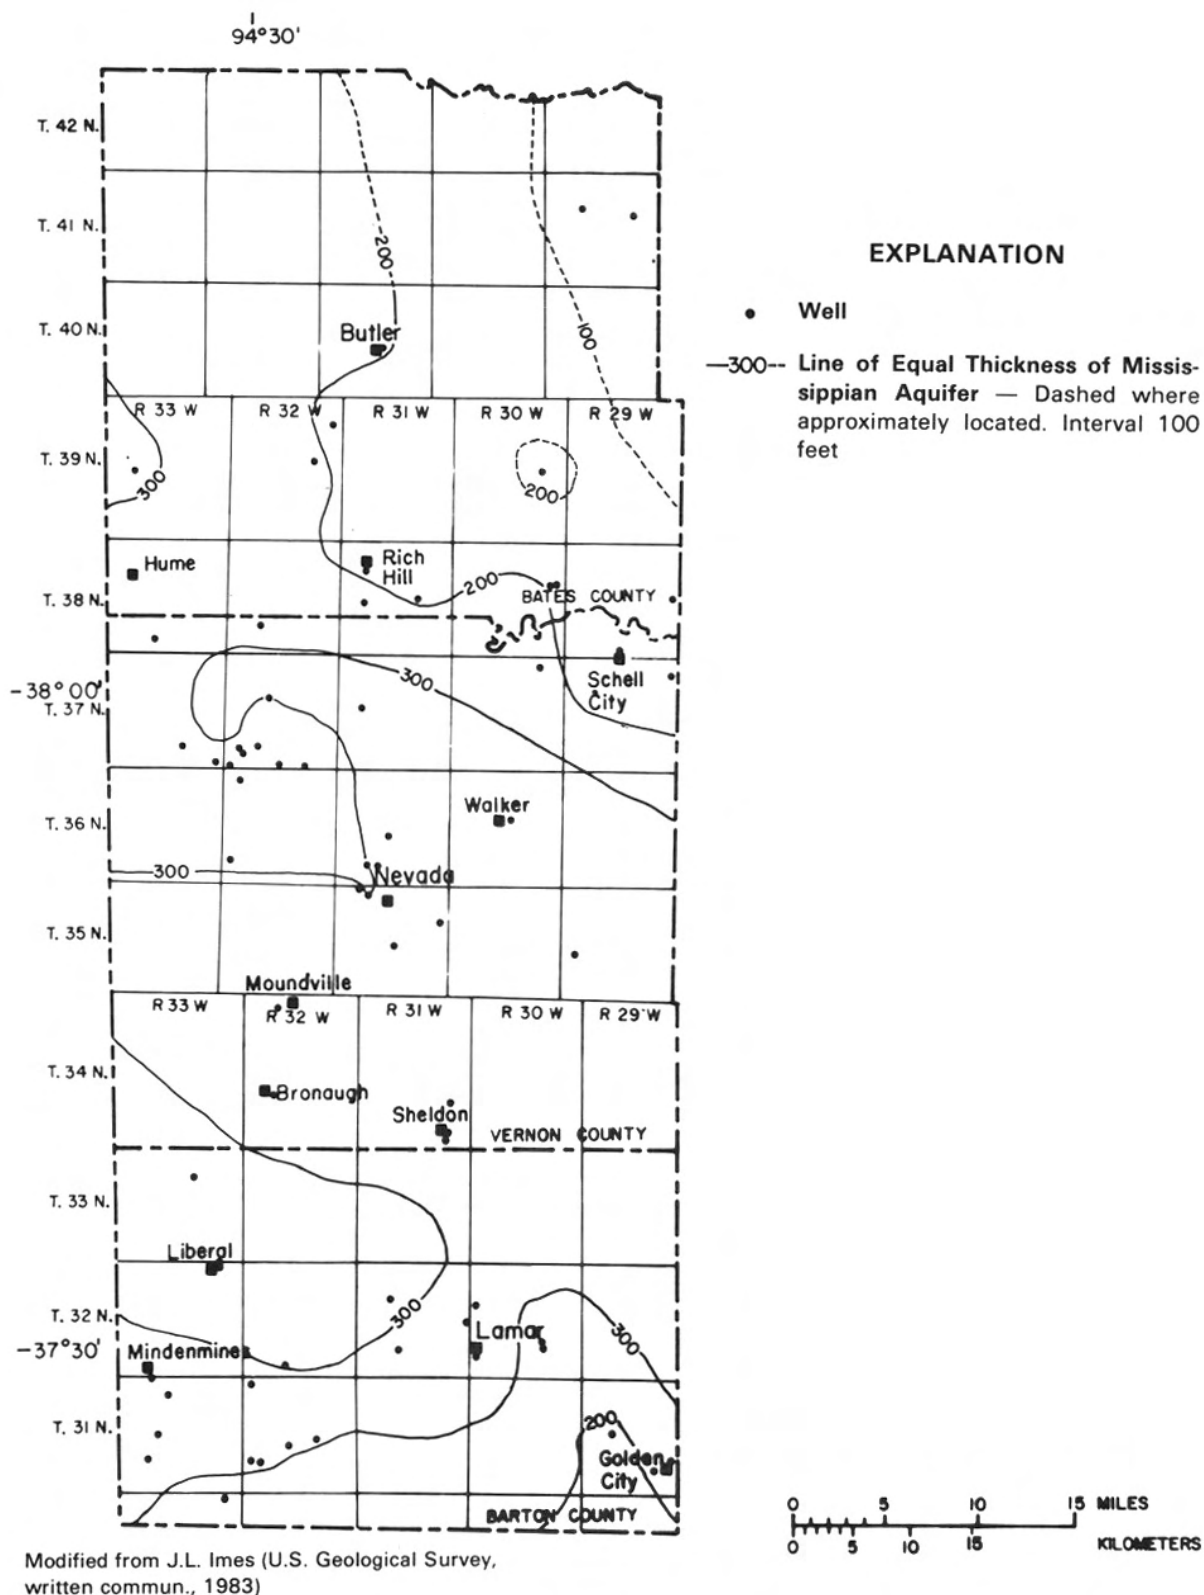 94°30'
T. 42 N.
T. 41 N.
200
EXPLANATION
Well
T. 40 N.
Butler
100
—300-- Line of Equal Thickness of Missis-
sippian Aquifer — Dashed where
approximately located. Interval 100
feet
R 33 W
R 32 W
R 31 W
R 30 W
R 29 W
T. 39 N.
300
200
Hume
Rich
Hill
200
T. 38 N.
BATES COUNTY
38°00'
300
Schell
City
T. 37 N.
Walker
T. 36 N.
300
Nevada
T. 35 N.
Moundville
R 33 W
R 32 W
R 31 W
R 30 W
R 29 W
T. 34 N.
Bronaugh
Sheldon
VERNON COUNTY
T. 33 N.
Liberal
T. 32 N.
300
Lamar
300
37°30'
Mindenmines
T. 31 N.
200
Golden
City
BARTON COUNTY
0 5 10 15 MILES
0 5 10 15 KILOMETERS
Modified from J.L. Imes (U.S. Geological Survey,
written commun., 1983)